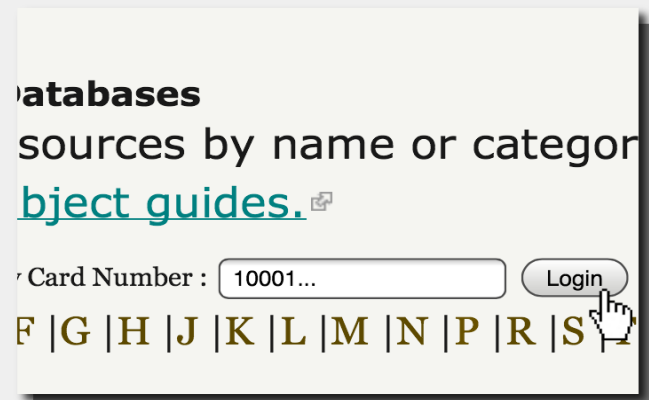 Databases
sources by name or categor
bject guides.
y Card Number : 10001... Login
F |G |H |J |K |L |M |N |P |R |S |T